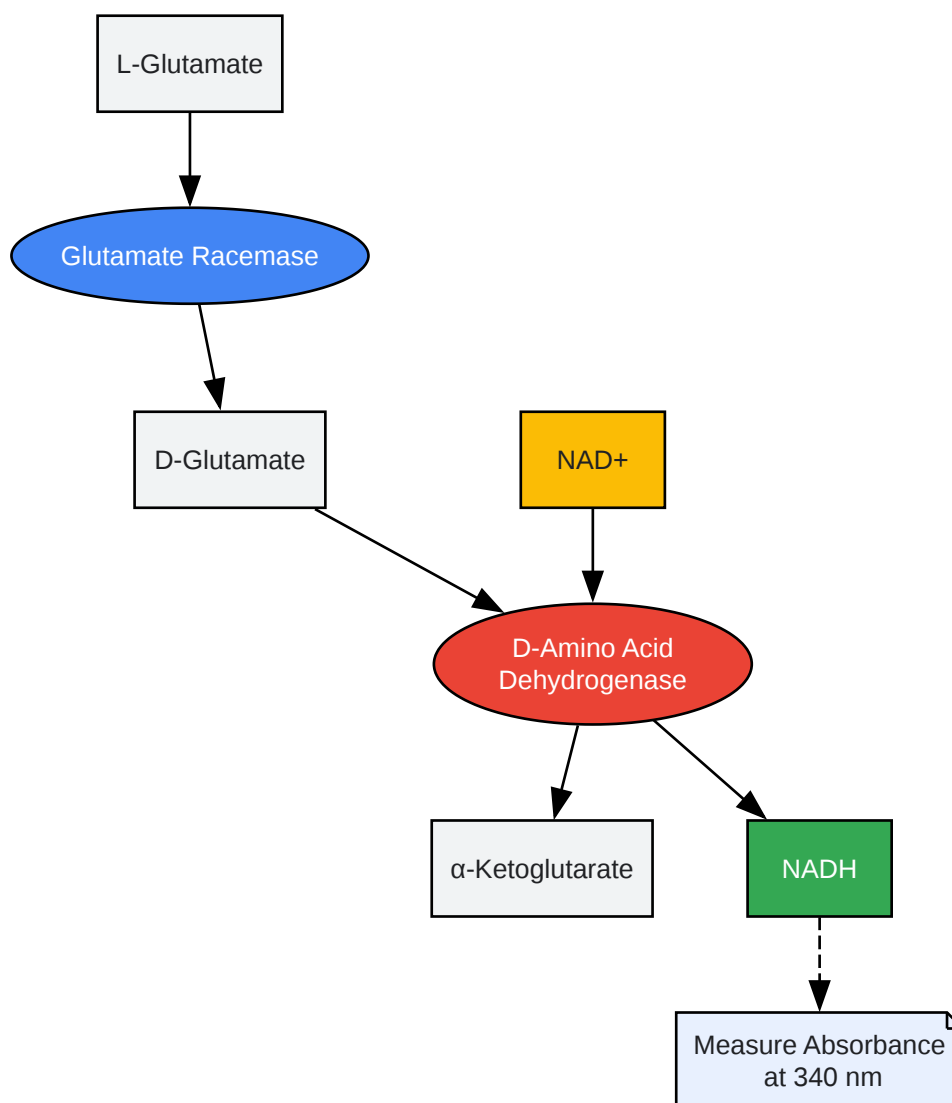 L-Glutamate
Glutamate Racemase
D-Glutamate
NAD+
D-Amino Acid
Dehydrogenase
α-Ketoglutarate
NADH
Measure Absorbance
at 340 nm